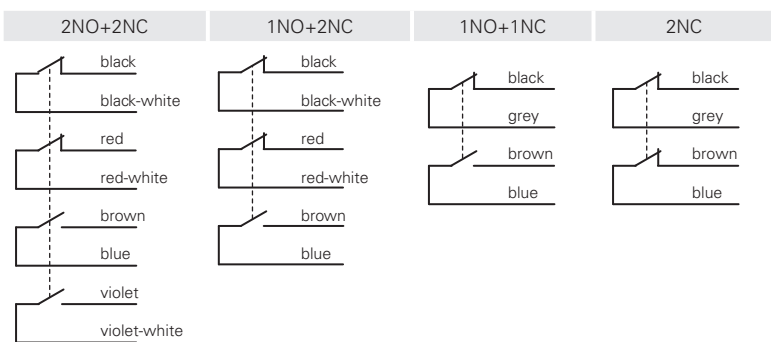 2NO+2NC
black
black-white
red
red-white
brown
blue
violet
violet-white
1NO+2NC
black
black-white
red
red-white
brown
blue
1NO+1NC
black
grey
brown
blue
2NC
black
grey
brown
blue